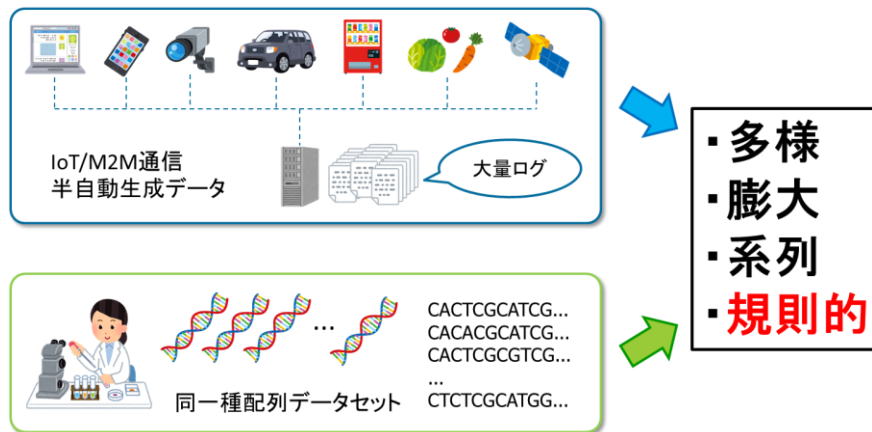 IoT/M2M通信
半自動生成データ
大量ログ
・多様
・膨大
・系列
・規則的
CACTCGCATCG...
CACACGCATCG...
CACTCGCGTCG...
...
CTCTCGCATGG...
...
同一種配列データセット